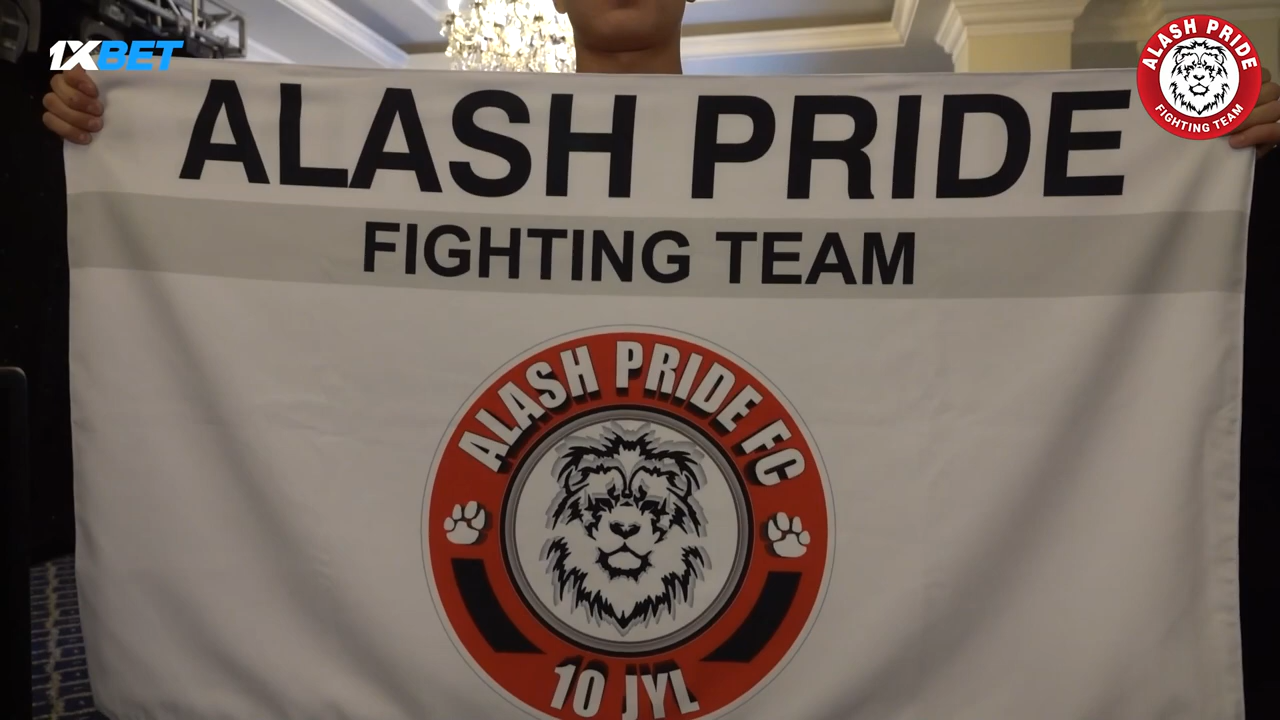 1XBET
ALASH PRIDE
FIGHTING TEAM
ALASH PRIDE
FIGHTING TEAM
ALASH PRIDE FC
10 JYL